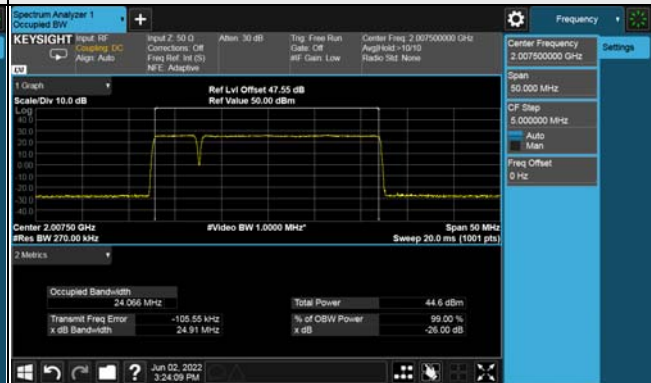 Spectrum Analyzer 1
Occupied BW
+
Frequency
KEYSIGHT
Input: RF
Coupling: DC
Align: Auto
Input Z: 50 Ω
Corrections: Off
Freq Ref: Int (S)
NFE: Adaptive
Atten: 30 dB
Trig: Free Run
Gate: Off
#IF Gain: Low
Center Freq: 2.007500000 GHz
Avg|Hold:>10/10
Radio Std: None
Center Frequency
2.007500000 GHz
Settings
Span
50.000 MHz
CF Step
5.000000 MHz
Auto
Man
Freq Offset
0 Hz
1 Graph
Scale/Div 10.0 dB
Ref Lvl Offset 47.55 dB
Ref Value 50.00 dBm
Log
40.0
30.0
20.0
10.0
0.00
-10.0
-20.0
-30.0
-40.0
Center 2.00750 GHz
#Video BW 1.0000 MHz*
Span 50 MHz
#Res BW 270.00 kHz
Sweep 20.0 ms (1001 pts)
2 Metrics
Occupied Bandwidth
24.066 MHz
Total Power
44.6 dBm
Transmit Freq Error
-105.55 kHz
% of OBW Power
99.00 %
x dB Bandwidth
24.91 MHz
x dB
-26.00 dB
?
Jun 02, 2022
3:24:09 PM